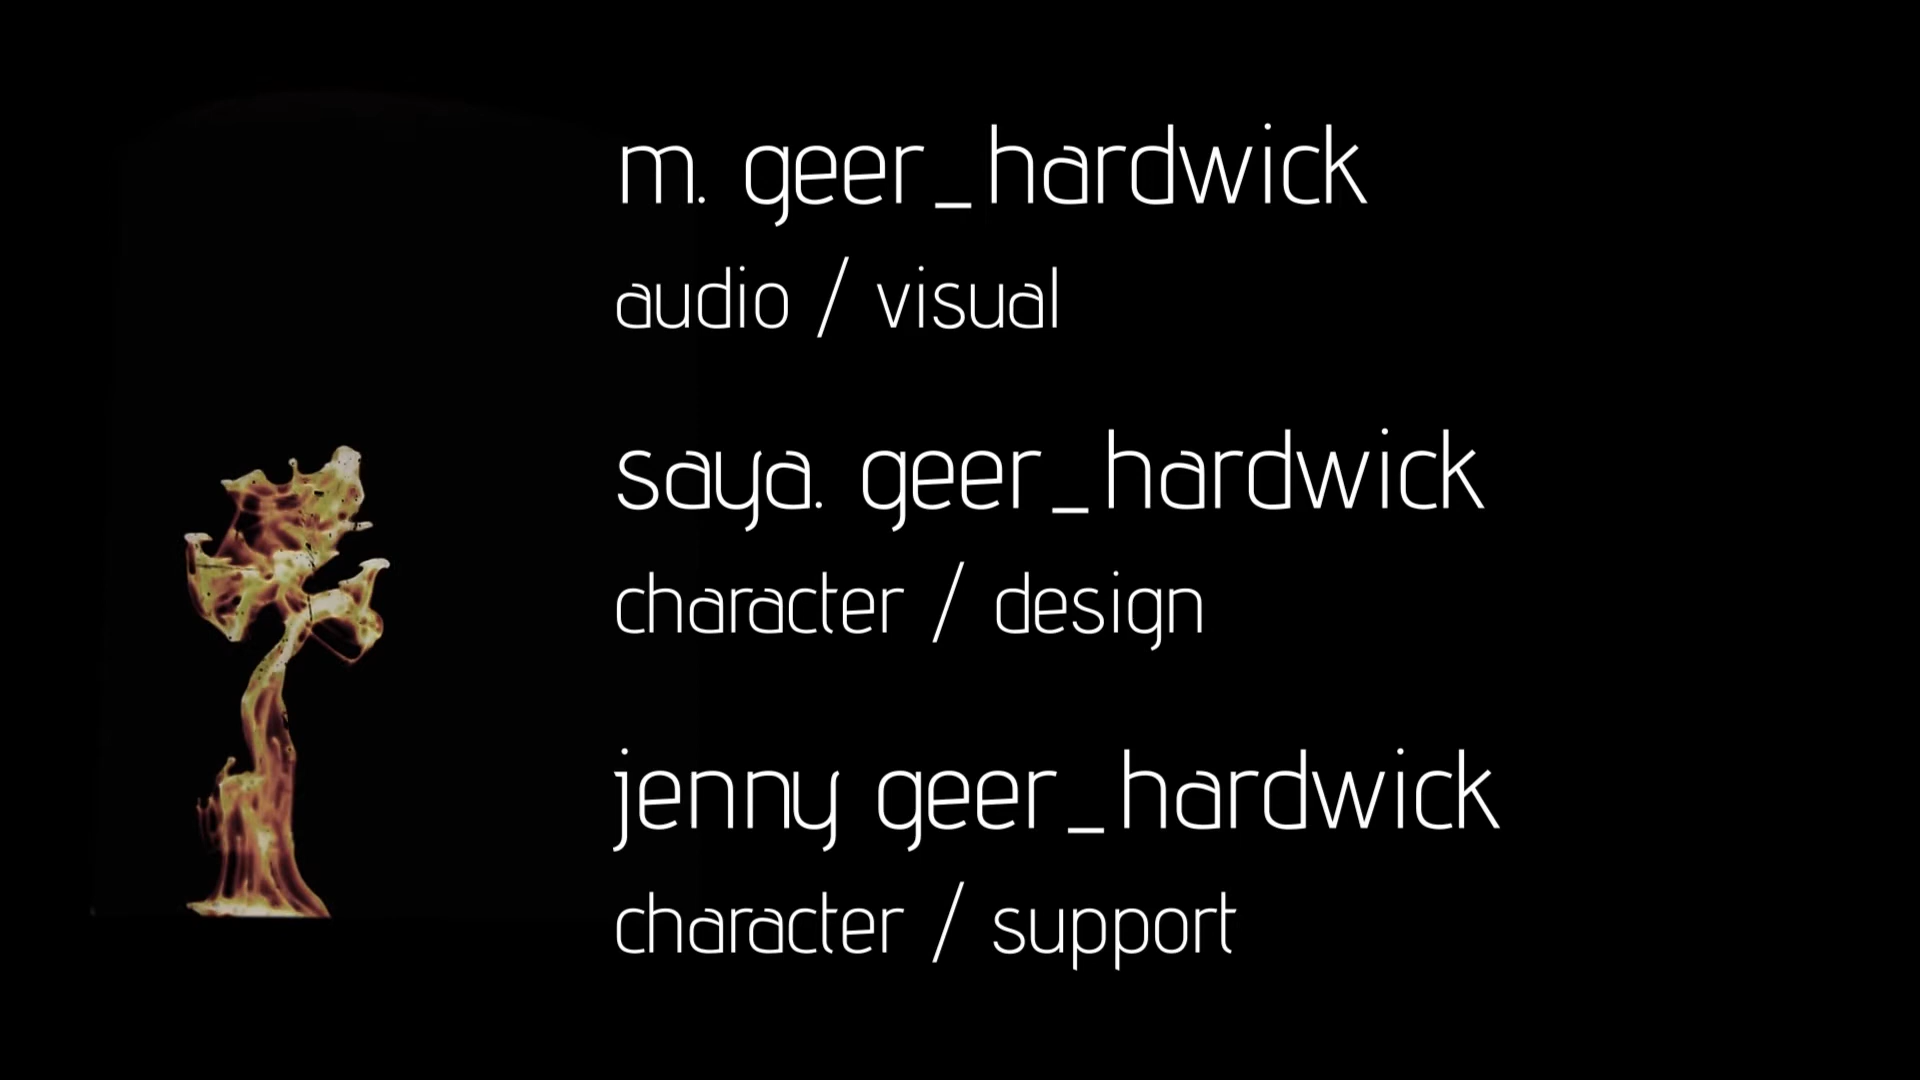 m. geer_hardwick
audio / visual
saya. geer_hardwick
character / design
jenny geer_hardwick
character / support